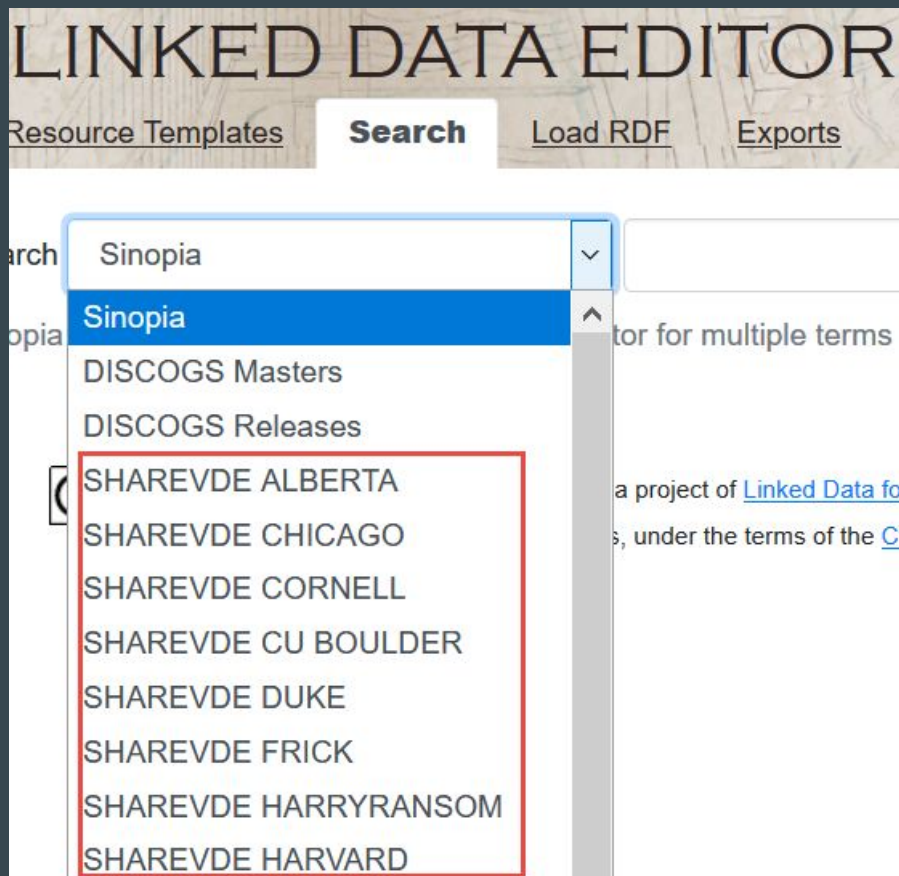 LINKED DATA EDITOR
Resource Templates Search Load RDF Exports
arch Sinopia
Sinopia
opia tor for multiple terms
DISCOGS Masters
DISCOGS Releases
SHAREVDE ALBERTA
a project of Linked Data fo
SHAREVDE CHICAGO
s, under the terms of the C
SHAREVDE CORNELL
SHAREVDE CU BOULDER
SHAREVDE DUKE
SHAREVDE FRICK
SHAREVDE HARRYRANSOM
SHAREVDE HARVARD